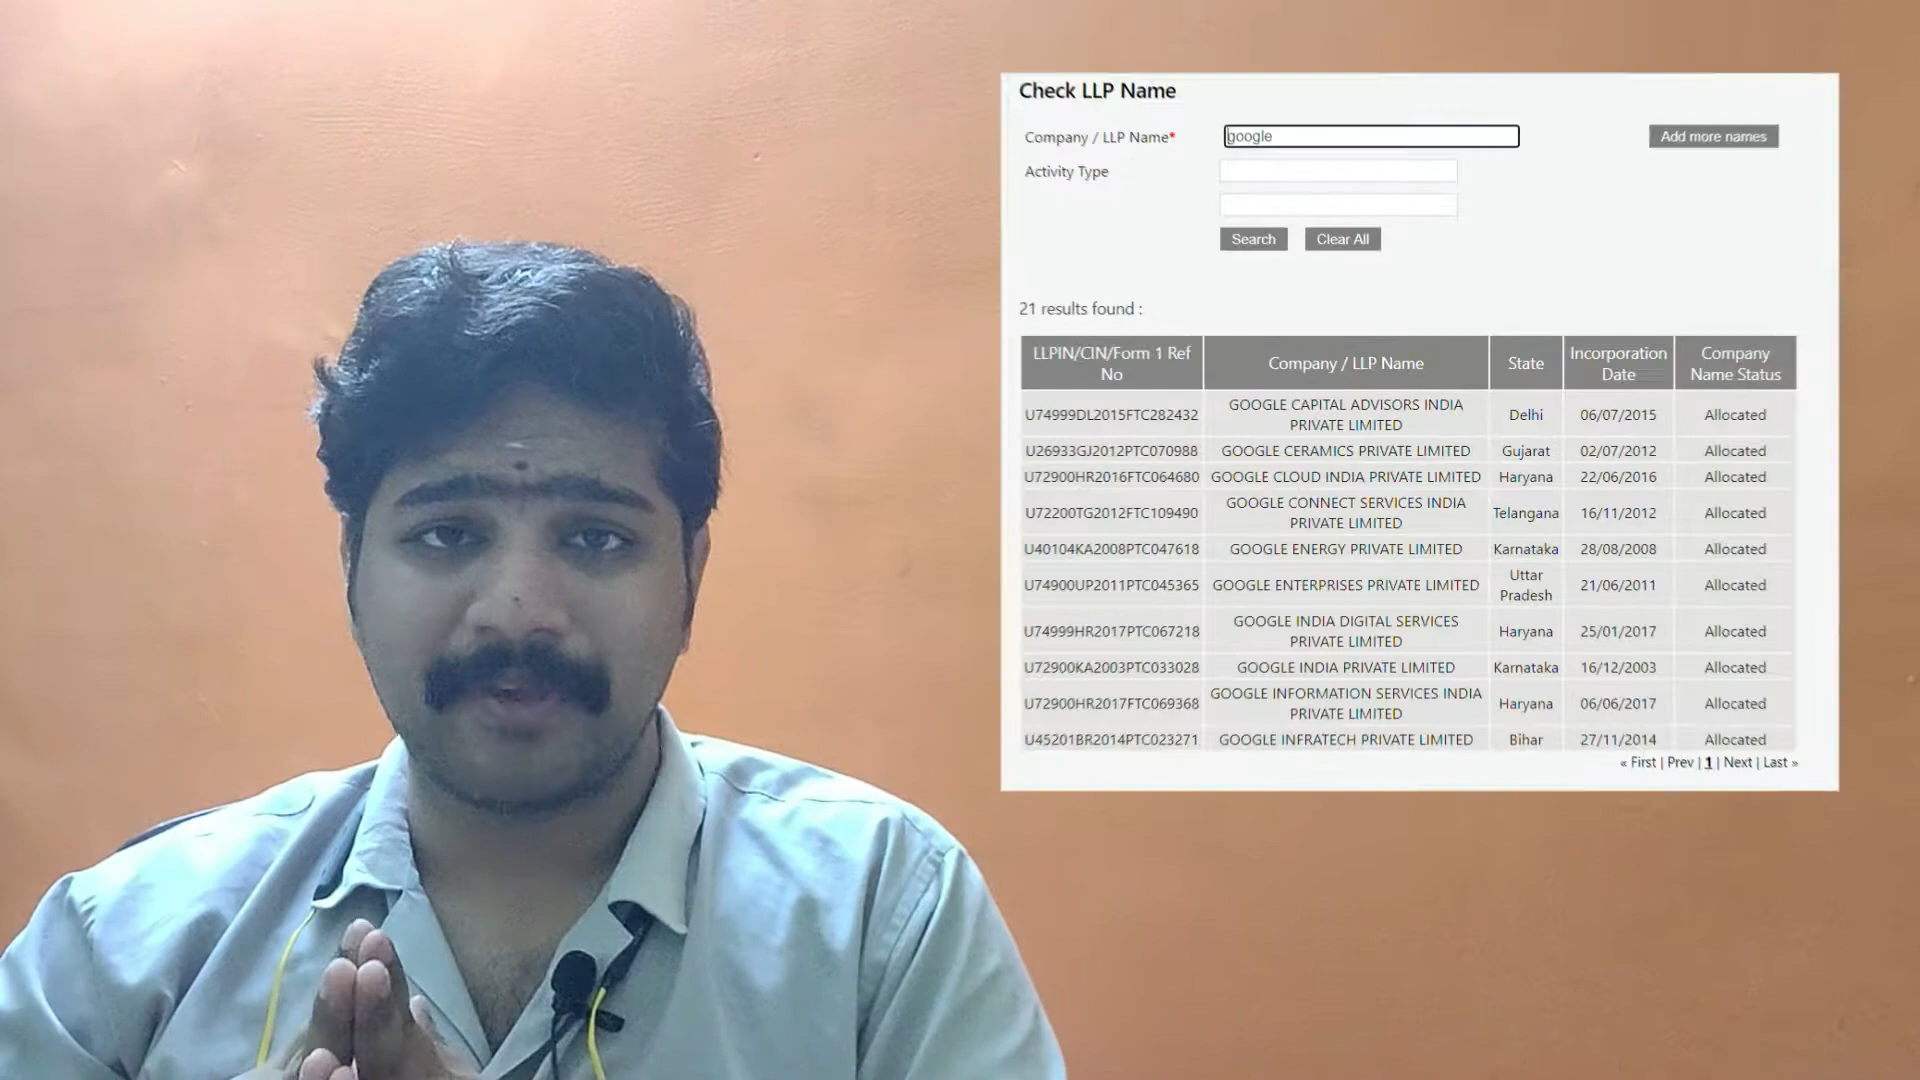 Check LLP Name
Company / LLP Name* google Add more names
Activity Type
Search Clear All
21 results found :
LLPIN/CIN/Form 1 Ref No Company / LLP Name State Incorporation Date Company Name Status
U74999DL2015FTC282432 GOOGLE CAPITAL ADVISORS INDIA PRIVATE LIMITED Delhi 06/07/2015 Allocated
U26933GJ2012PTC070988 GOOGLE CERAMICS PRIVATE LIMITED Gujarat 02/07/2012 Allocated
U72900HR2016FTC064680 GOOGLE CLOUD INDIA PRIVATE LIMITED Haryana 22/06/2016 Allocated
U72200TG2012FTC109490 GOOGLE CONNECT SERVICES INDIA PRIVATE LIMITED Telangana 16/11/2012 Allocated
U40104KA2008PTC047618 GOOGLE ENERGY PRIVATE LIMITED Karnataka 28/08/2008 Allocated
U74900UP2011PTC045365 GOOGLE ENTERPRISES PRIVATE LIMITED Uttar Pradesh 21/06/2011 Allocated
U74999HR2017PTC067218 GOOGLE INDIA DIGITAL SERVICES PRIVATE LIMITED Haryana 25/01/2017 Allocated
U72900KA2003PTC033028 GOOGLE INDIA PRIVATE LIMITED Karnataka 16/12/2003 Allocated
U72900HR2017FTC069368 GOOGLE INFORMATION SERVICES INDIA PRIVATE LIMITED Haryana 06/06/2017 Allocated
U45201BR2014PTC023271 GOOGLE INFRATECH PRIVATE LIMITED Bihar 27/11/2014 Allocated
« First | Prev | 1 | Next | Last »